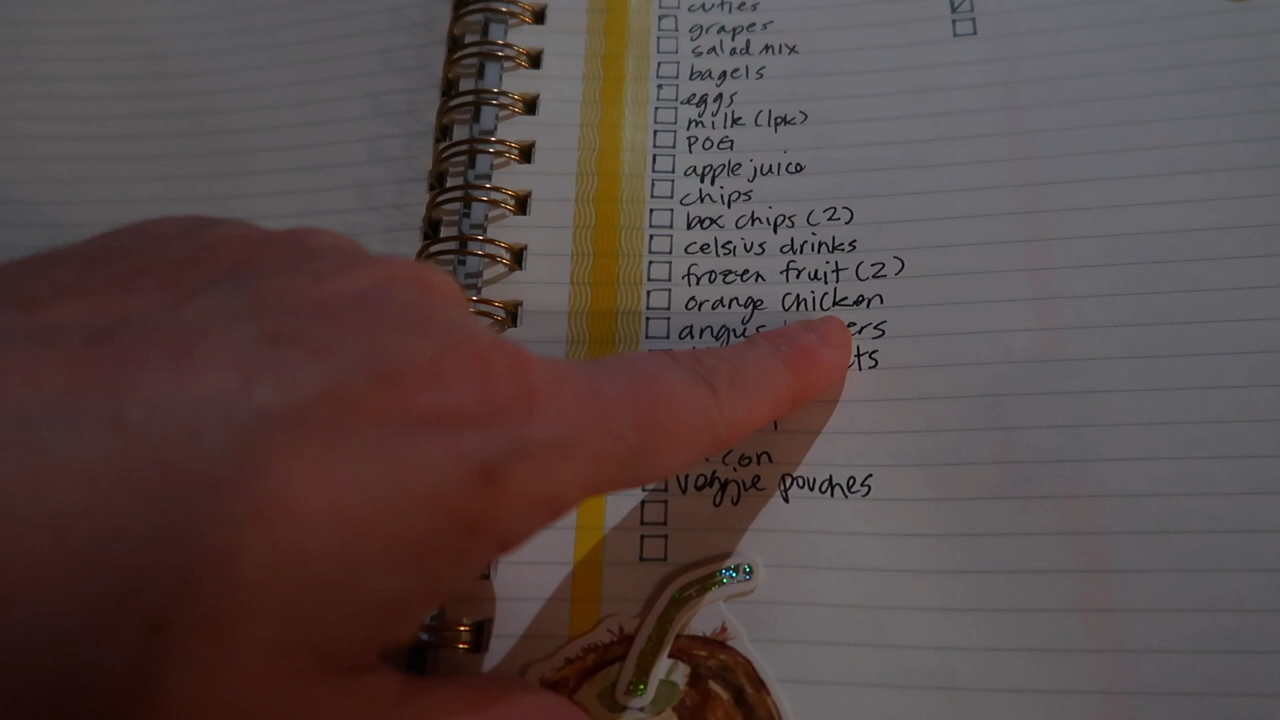 cuties
grapes
salad mix
bagels
eggs
milk (1pk)
POG
apple juice
chips
box chips (2)
celsius drinks
frozen fruit (2)
orange chicken
angus
veggie pouches